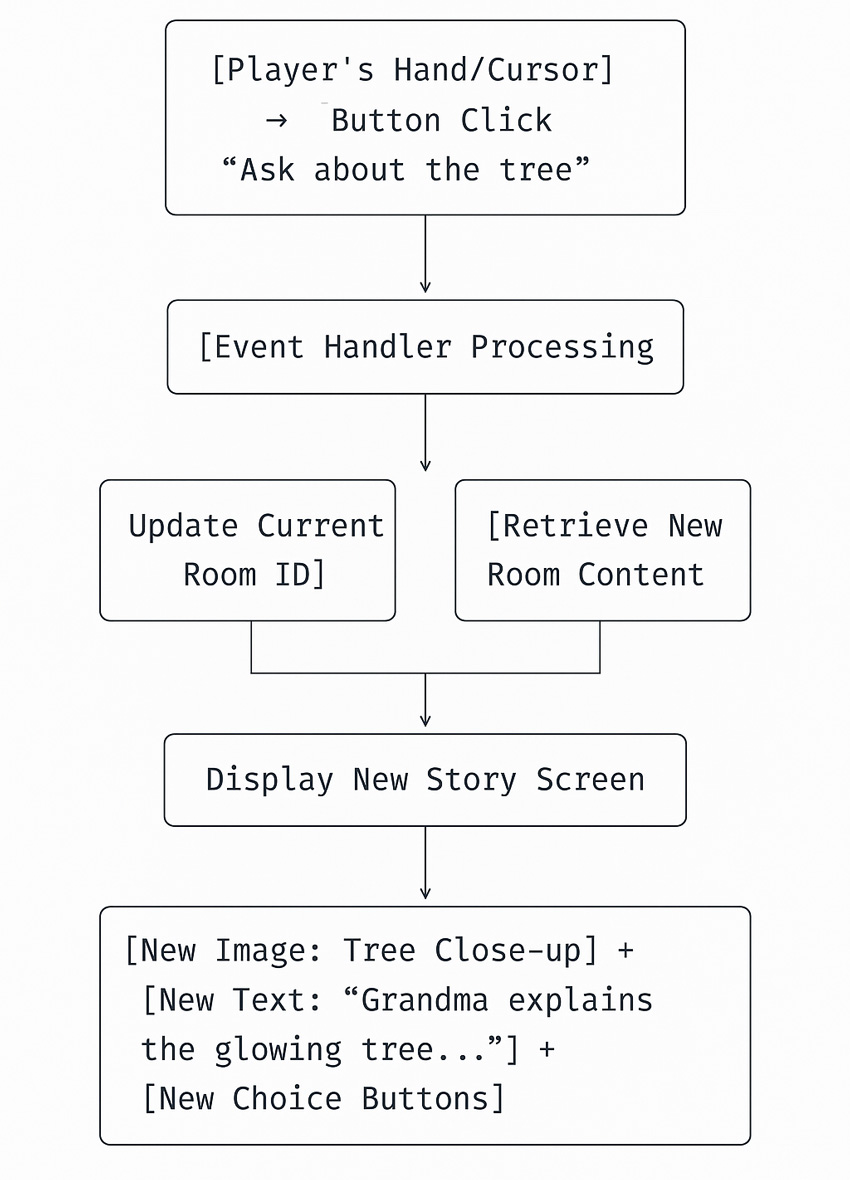 [Player's Hand/Cursor]
→ Button Click
“Ask about the tree”
[Event Handler Processing
Update Current
Room ID]
[Retrieve New
Room Content
Display New Story Screen
[New Image: Tree Close-up] +
[New Text: “Grandma explains
the glowing tree...”] +
[New Choice Buttons]